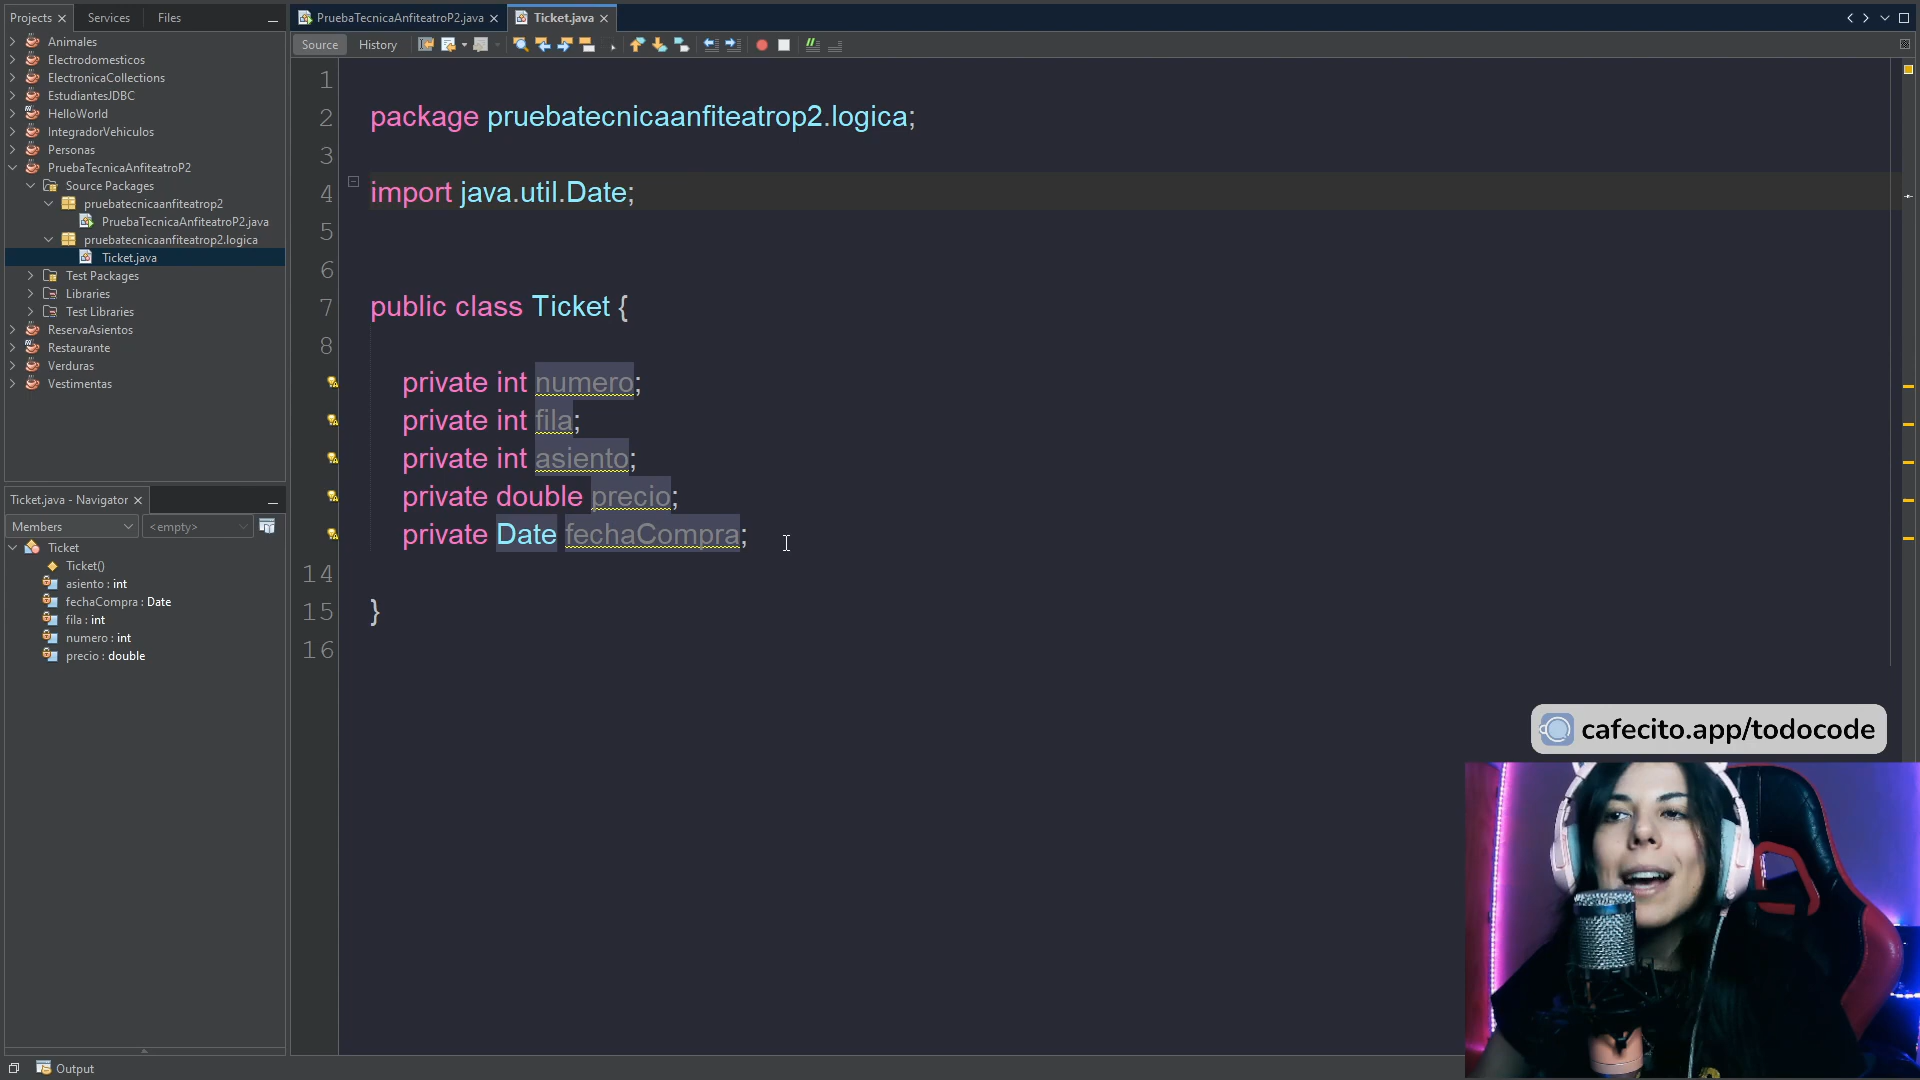 Projects
Services
Files
Animales
Electrodomesticos
ElectronicaCollections
EstudiantesJDBC
HelloWorld
IntegradorVehiculos
Personas
PruebaTecnicaAnfiteatroP2
Source Packages
pruebatecnicaanfiteatrop2
PruebaTecnicaAnfiteatroP2.java
pruebatecnicaanfiteatrop2.logica
Ticket.java
Test Packages
Libraries
Test Libraries
ReservaAsientos
Restaurante
Verduras
Vestimentas
Ticket.java - Navigator
Members
<empty>
Ticket
Ticket()
asiento : int
fechaCompra : Date
fila : int
numero : int
precio : double
Output
PruebaTecnicaAnfiteatroP2.java
Ticket.java
Source
History
1
2 package pruebatecnicaanfiteatrop2.logica;
3
4 import java.util.Date;
5
6
7 public class Ticket {
8
private int numero;
private int fila;
private int asiento;
private double precio;
private Date fechaCompra;
14
15 }
16
cafecito.app/todocode